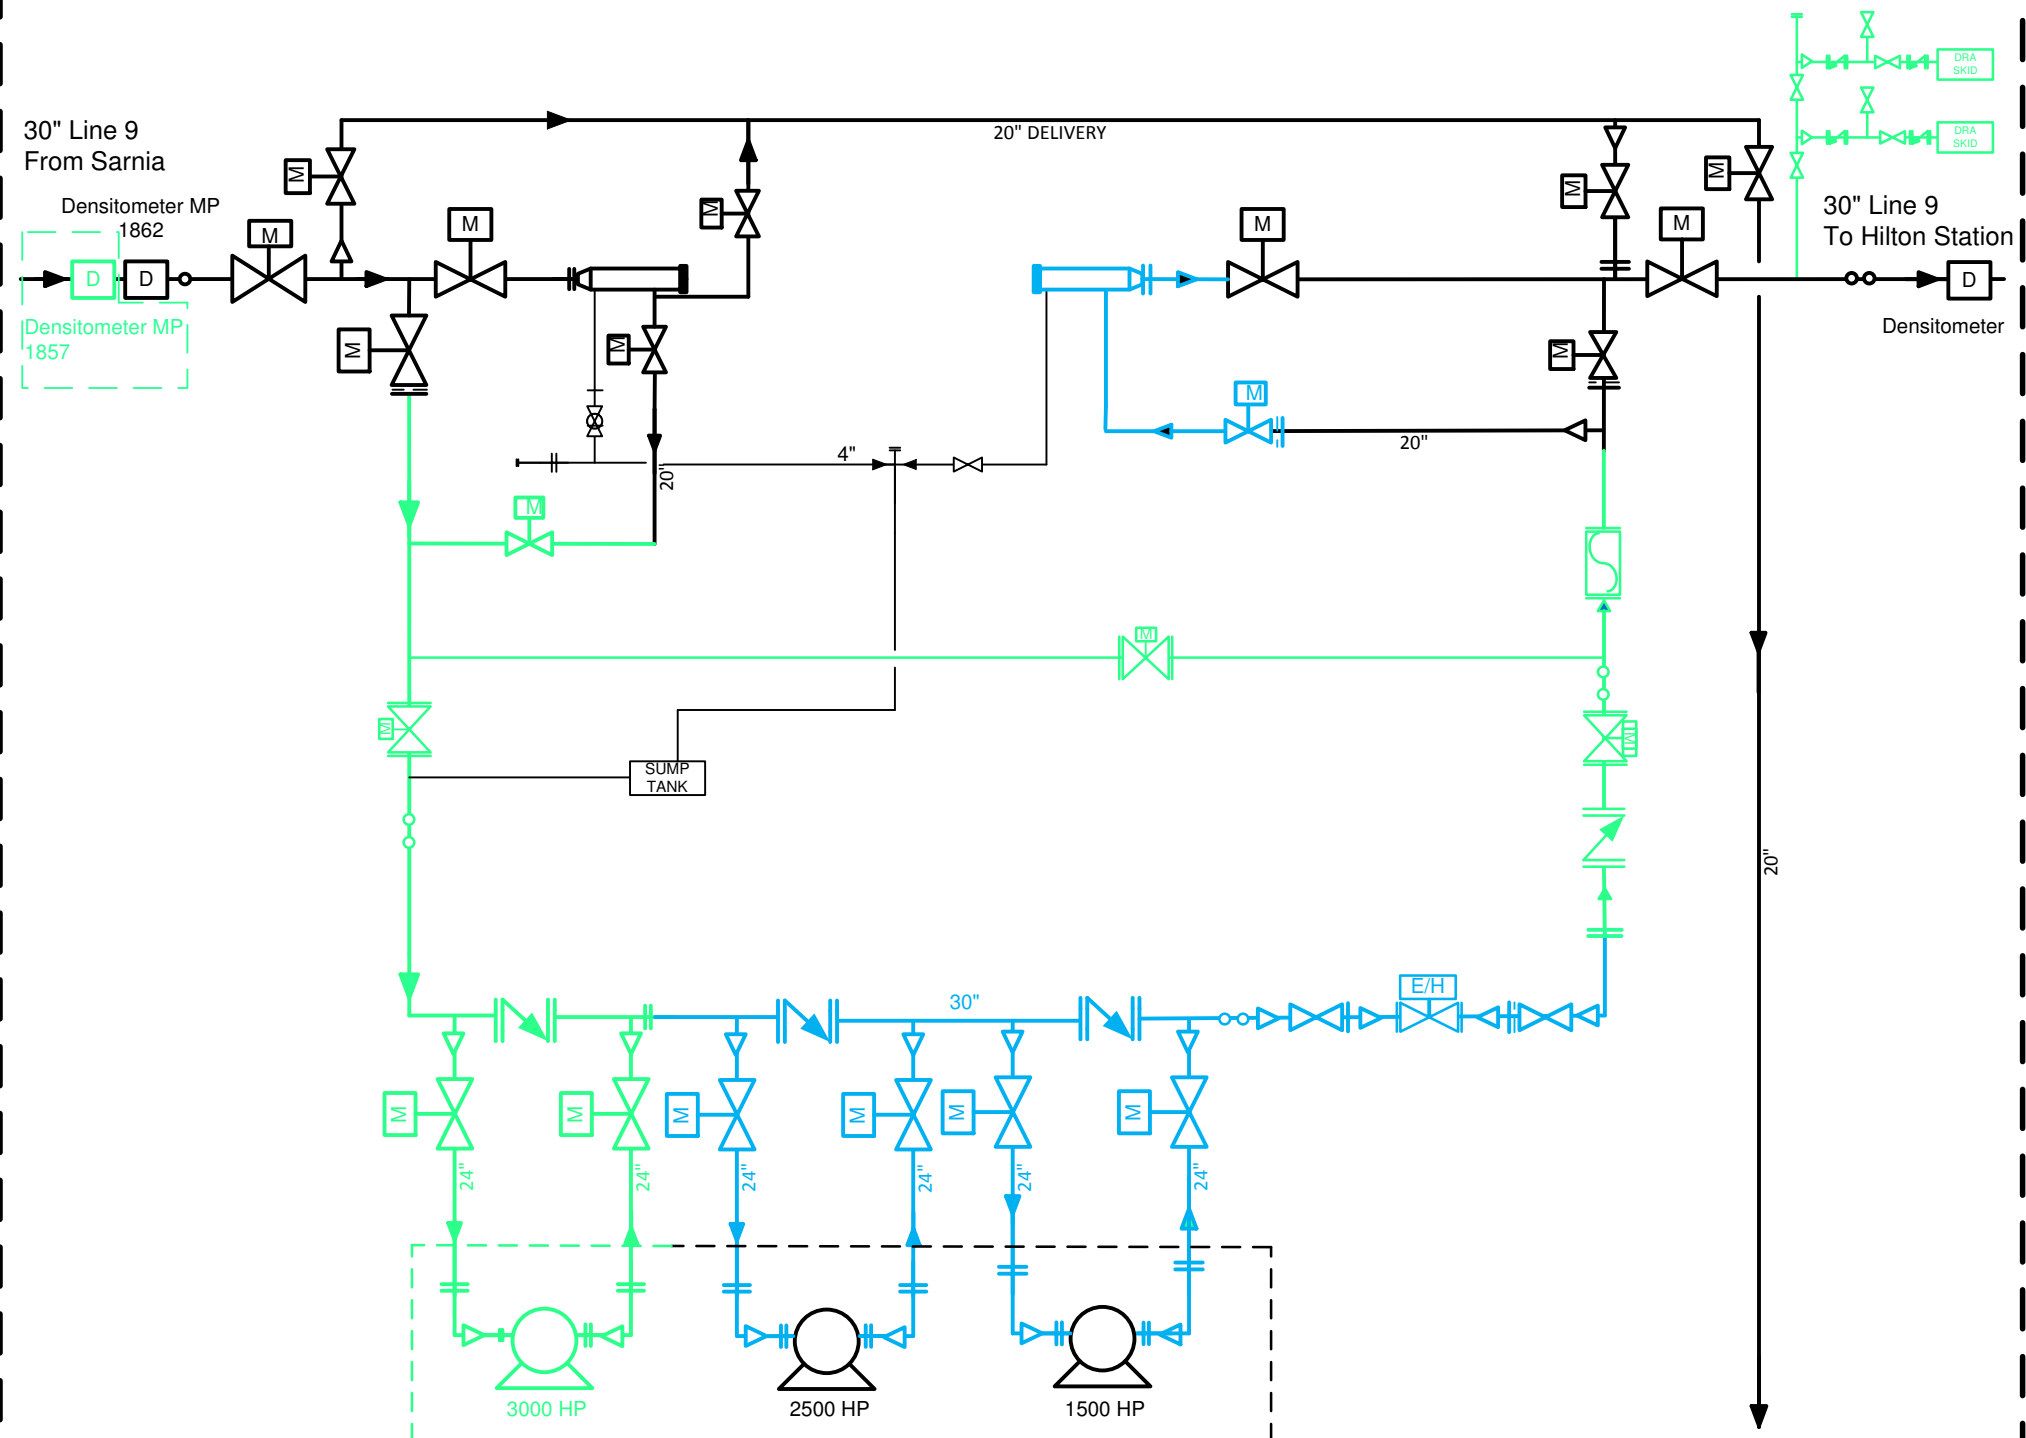 DRA
SKID
DRA
SKID
30" Line 9
From Sarnia
20" DELIVERY
M
M
M
M
Densitometer MP
1862
30" Line 9
To Hilton Station
M
M
M
M
M
D
D
D
Densitometer MP
1857
Densitometer
M
M
M
M
20"
4"
20"
M
M
M
M
SUMP
TANK
20"
30"
E/H
M
M
M
M
M
M
24"
24"
24"
24"
24"
24"
3000 HP
2500 HP
1500 HP